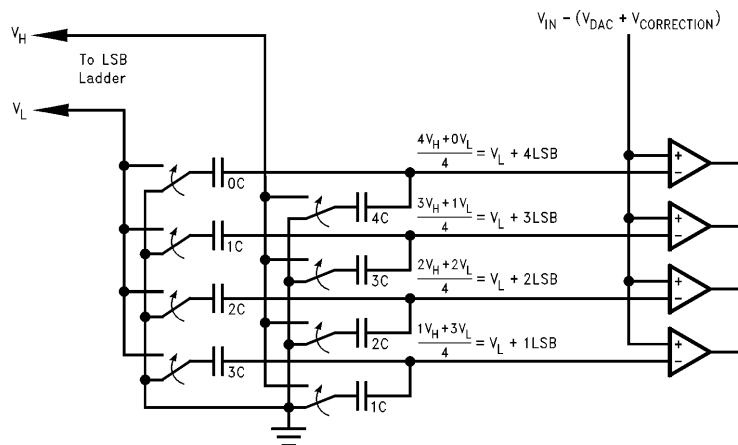 V_H
To LSB
Ladder
V_L
V_IN − (V_DAC + V_CORRECTION)
0C
4V_H + 0V_L / 4 = V_L + 4LSB
4C
1C
3V_H + 1V_L / 4 = V_L + 3LSB
3C
2C
2V_H + 2V_L / 4 = V_L + 2LSB
2C
3C
1V_H + 3V_L / 4 = V_L + 1LSB
1C
+
−
+
−
+
−
+
−